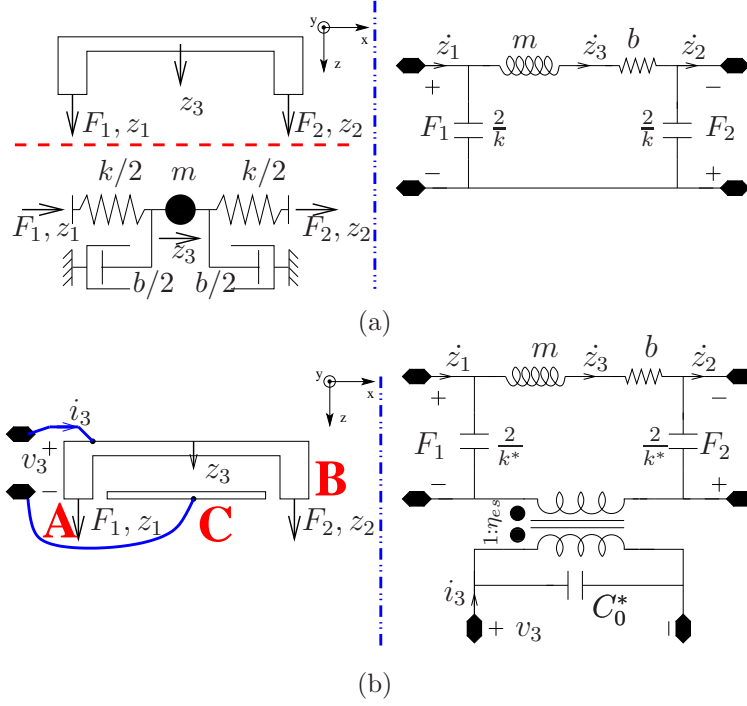 y x z
z₃
F₁, z₁ F₂, z₂
k/2 m k/2
F₁, z₁ z₃ F₂, z₂
b/2 b/2
ż₁ m ż₃ b ż₂
+ −
F₁ 2/k 2/k F₂
− +
(a)
y x z
i₃
v₃ + −
z₃
A F₁, z₁ C B F₂, z₂
ż₁ m ż₃ b ż₂
+ −
F₁ 2/k* 2/k* F₂
− +
1:ηₑₛ
i₃ C₀*
+ v₃ |
(b)